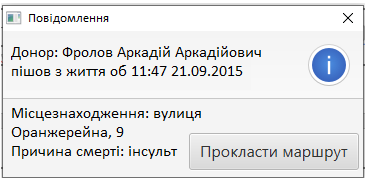 Повідомлення
Донор: Фролов Аркадій Аркадійович
пішов з життя об 11:47 21.09.2015
Місцезнаходження: вулиця
Оранжерейна, 9
Причина смерті: інсульт
Прокласти маршрут